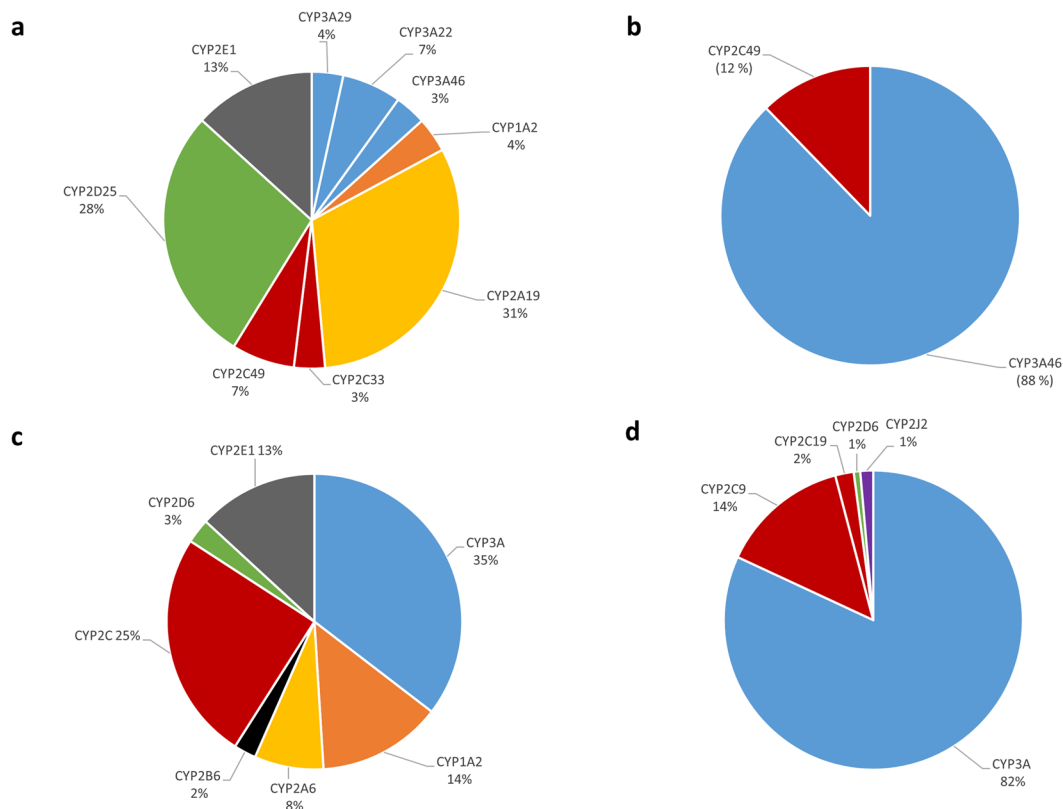 a
CYP3A29
4%
CYP3A22
7%
CYP3A46
3%
CYP1A2
4%
CYP2A19
31%
CYP2C33
3%
CYP2C49
7%
CYP2D25
28%
CYP2E1
13%
b
CYP2C49
(12 %)
CYP3A46
(88 %)
c
CYP2E1 13%
CYP2D6
3%
CYP3A
35%
CYP2C 25%
CYP2B6
2%
CYP2A6
8%
CYP1A2
14%
d
CYP2D6
1%
CYP2J2
1%
CYP2C19
2%
CYP2C9
14%
CYP3A
82%